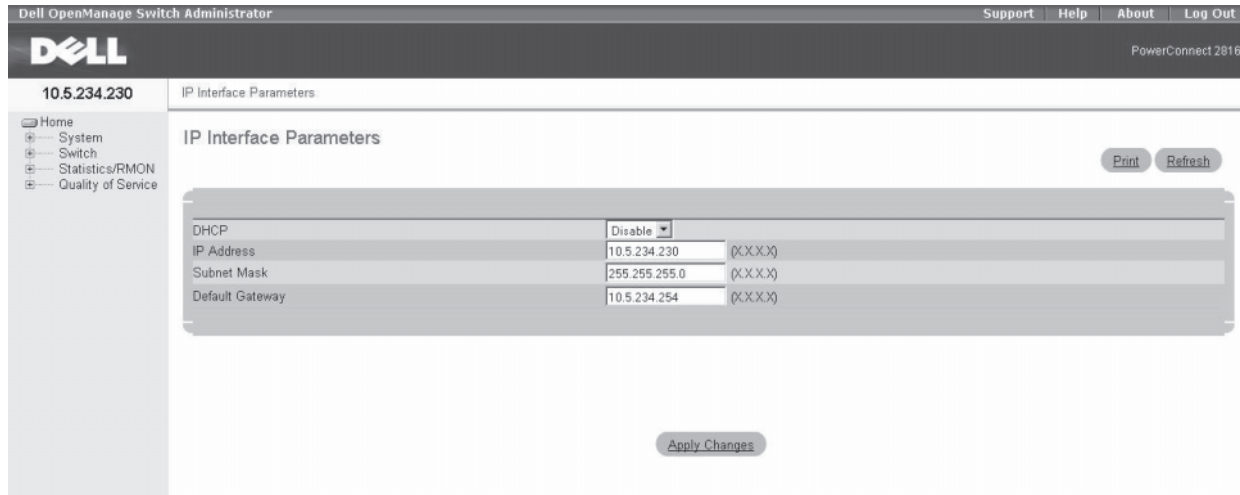 Dell OpenManage Switch Administrator
Support Help About Log Out
DELL
PowerConnect 2816
10.5.234.230
IP Interface Parameters
Home
System
Switch
Statistics/RMON
Quality of Service
IP Interface Parameters
Print Refresh
DHCP Disable
IP Address 10.5.234.230 (X.X.X.X)
Subnet Mask 255.255.255.0 (X.X.X.X)
Default Gateway 10.5.234.254 (X.X.X.X)
Apply Changes